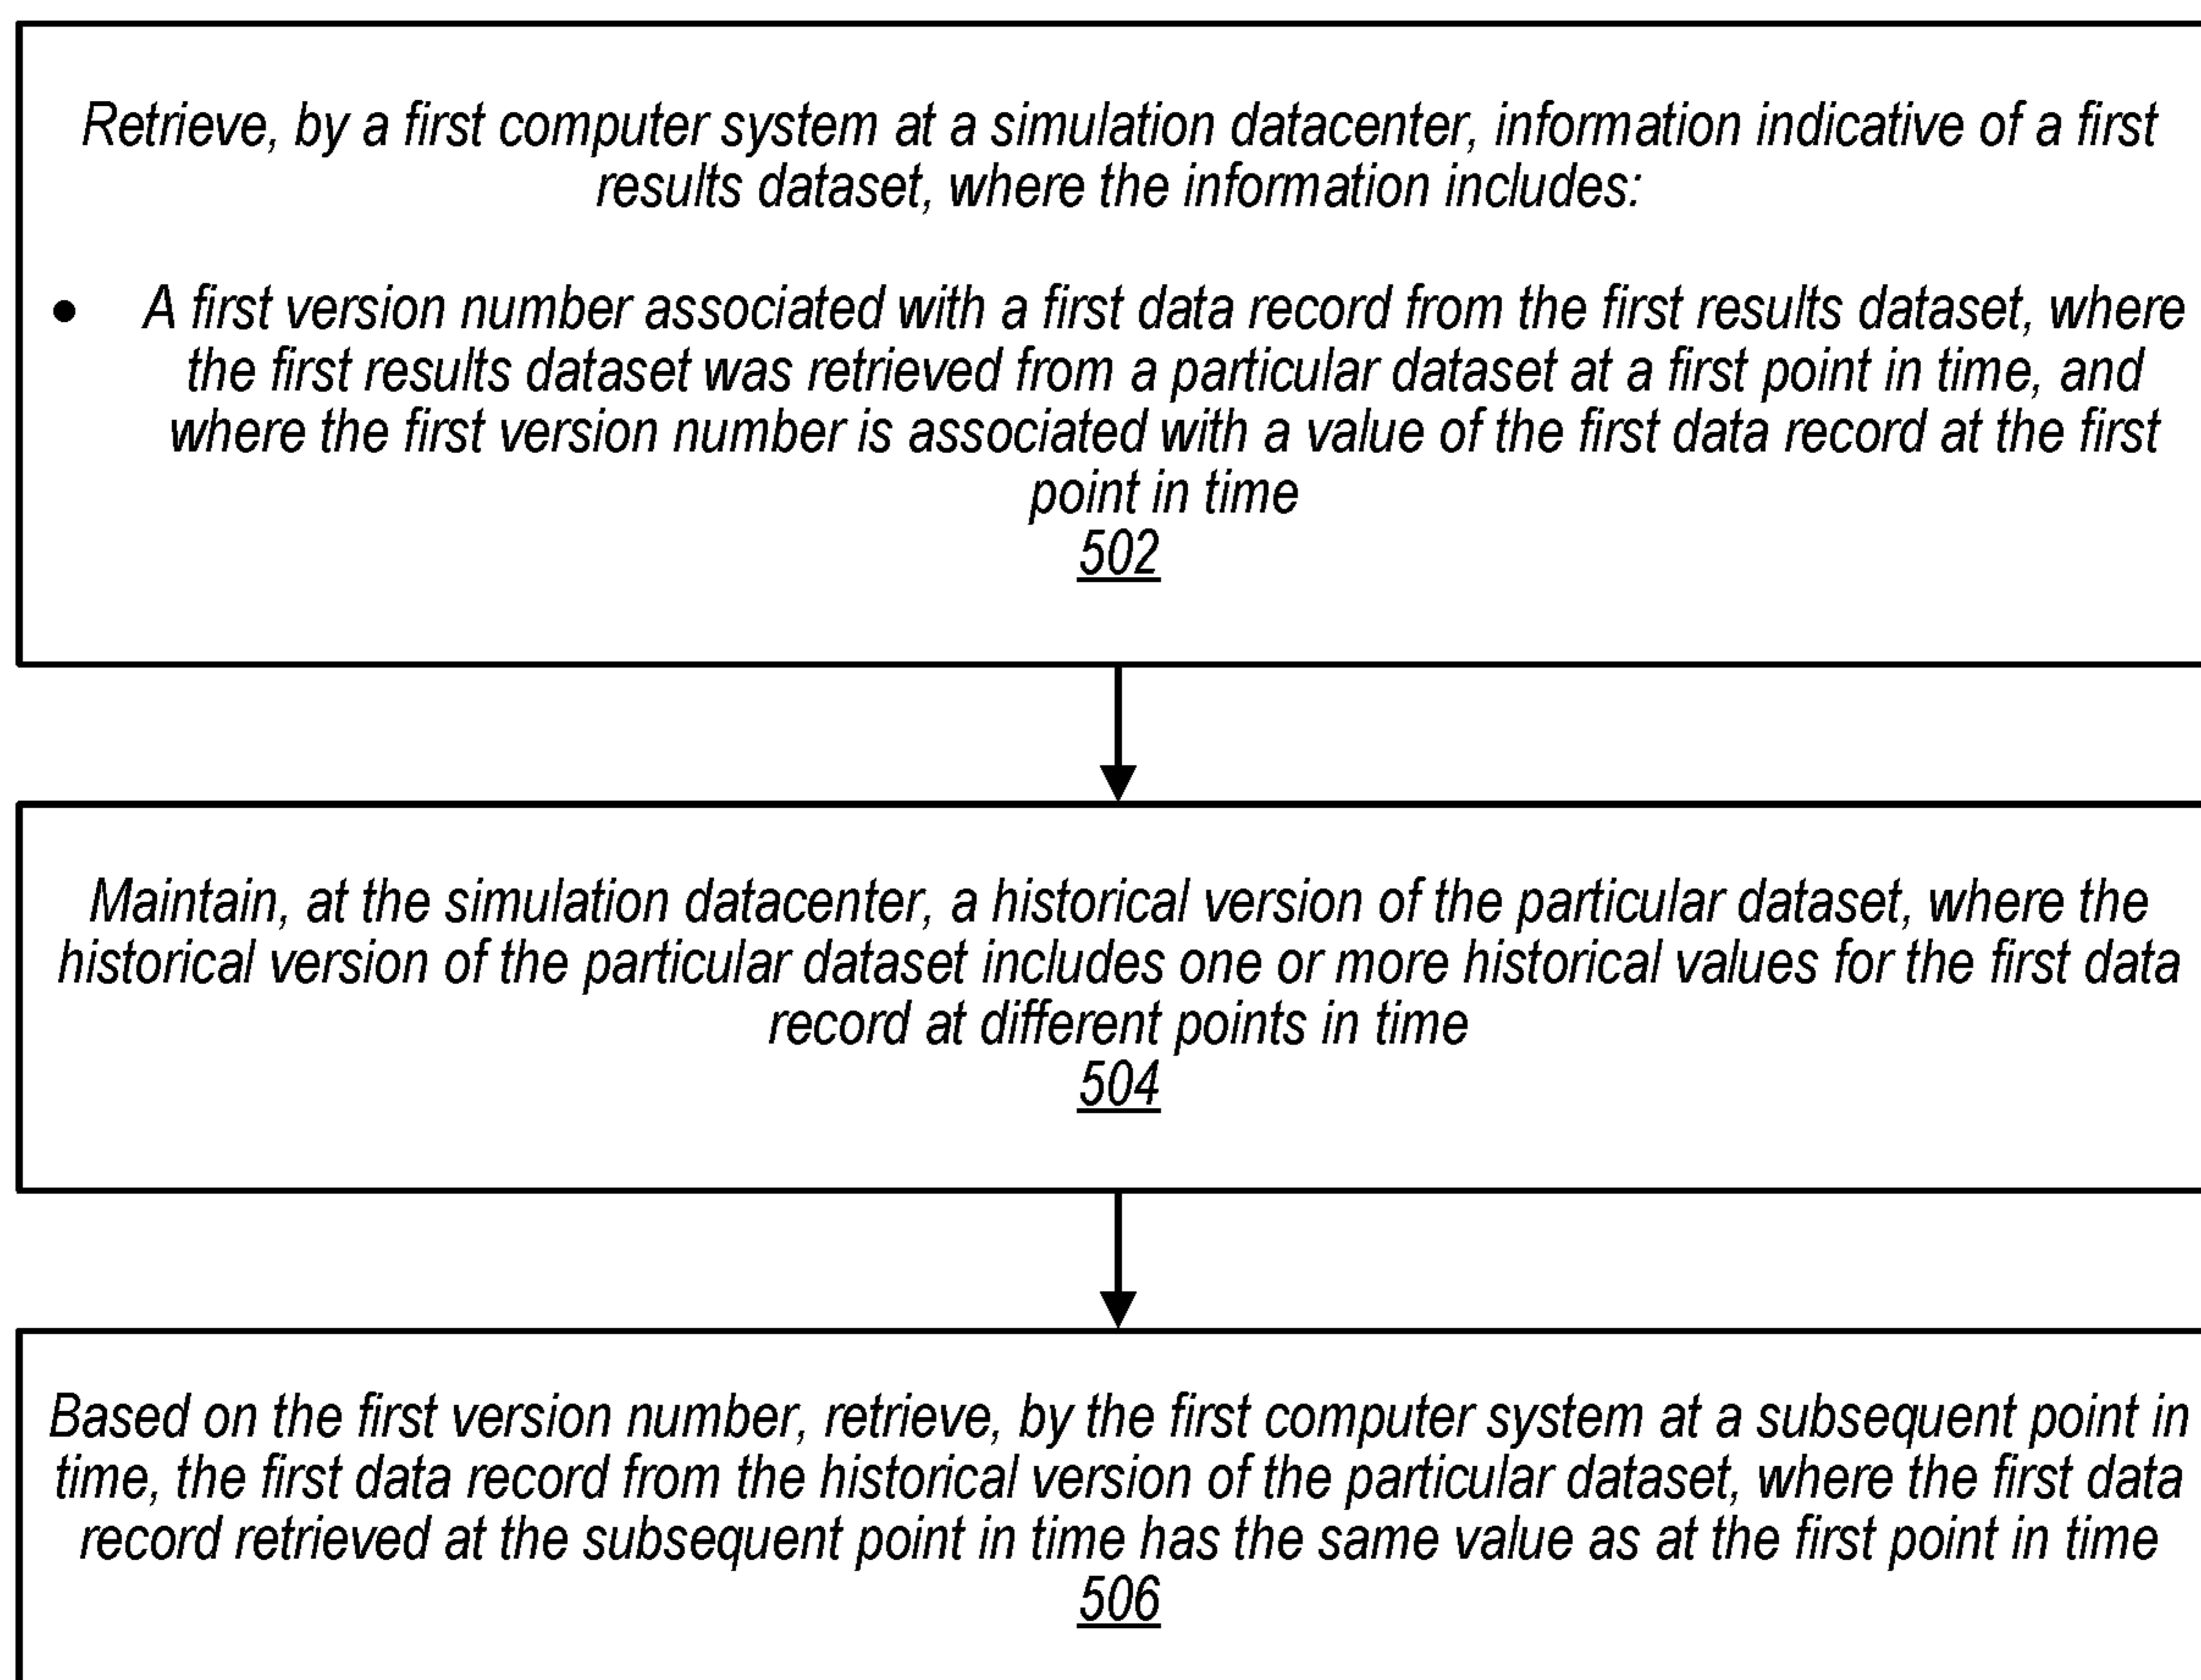 Retrieve, by a first computer system at a simulation datacenter, information indicative of a first
results dataset, where the information includes:
• A first version number associated with a first data record from the first results dataset, where
the first results dataset was retrieved from a particular dataset at a first point in time, and
where the first version number is associated with a value of the first data record at the first
point in time
502
Maintain, at the simulation datacenter, a historical version of the particular dataset, where the
historical version of the particular dataset includes one or more historical values for the first data
record at different points in time
504
Based on the first version number, retrieve, by the first computer system at a subsequent point in
time, the first data record from the historical version of the particular dataset, where the first data
record retrieved at the subsequent point in time has the same value as at the first point in time
506